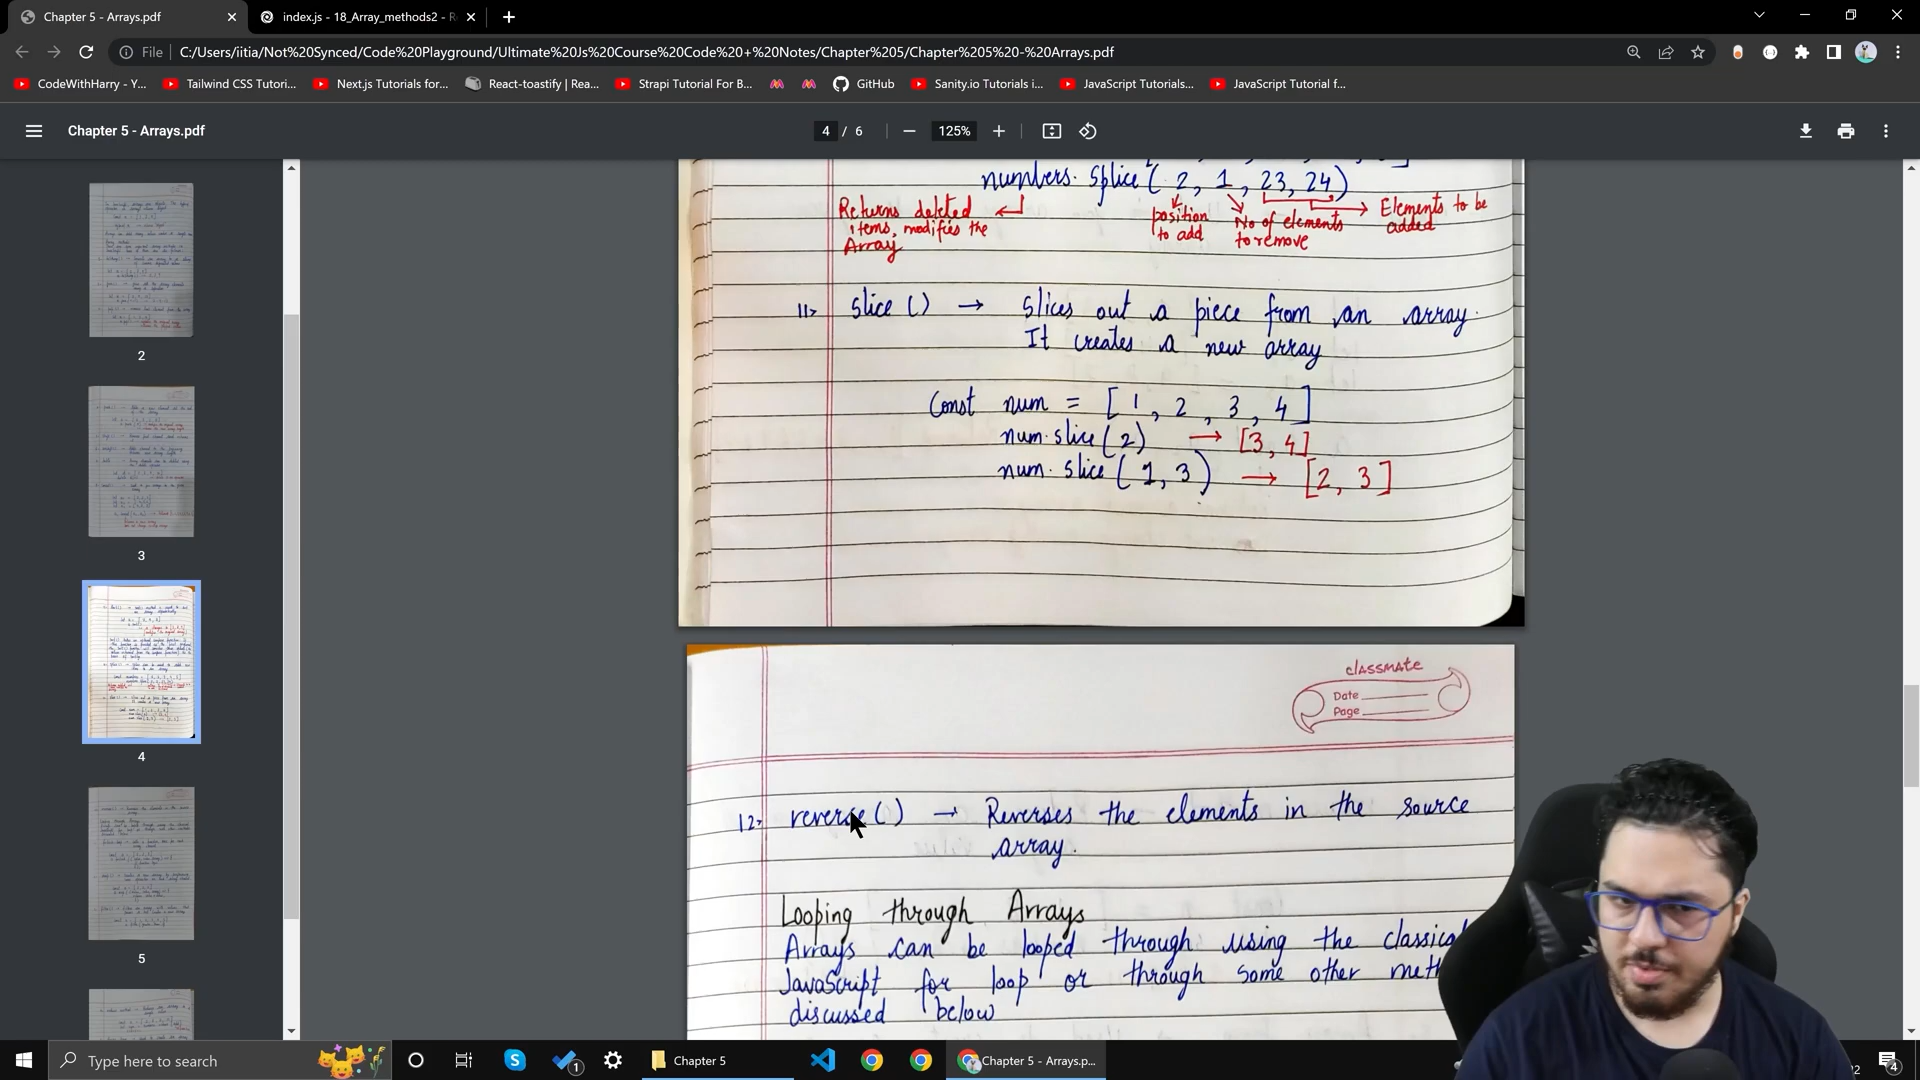 Chapter 5 - Arrays.pdf
index.js - 18_Array_methods2 - Re
File
C:/Users/iitia/Not%20Synced/Code%20Playground/Ultimate%20Js%20Course%20Code%20+%20Notes/Chapter%205/Chapter%205%20-%20Arrays.pdf
CodeWithHarry - Y...
Tailwind CSS Tutori...
Next.js Tutorials for...
React-toastify | Rea...
Strapi Tutorial For B...
GitHub
Sanity.io Tutorials i...
JavaScript Tutorials...
JavaScript Tutorial f...
Chapter 5 - Arrays.pdf
4 / 6
125%
2
3
4
5
numbers.splice( 2, 1, 23, 24)
Returns deleted
items, modifies the
Array
position
to add
No of elements
to remove
Elements to be
added
11> slice () → Slices out a piece from an array.
It creates a new array
Const num = [ 1, 2, 3, 4 ]
num.slice(2) → [3, 4]
num.slice( 1, 3 ) → [2, 3 ]
classmate
Date
Page
12> reverse() → Reverses the elements in the source
array.
Looping through Arrays
Arrays can be looped through using the classical
JavaScript for loop or through some other meth
discussed below
Type here to search
1
Chapter 5
Chapter 5 - Arrays.p...
4